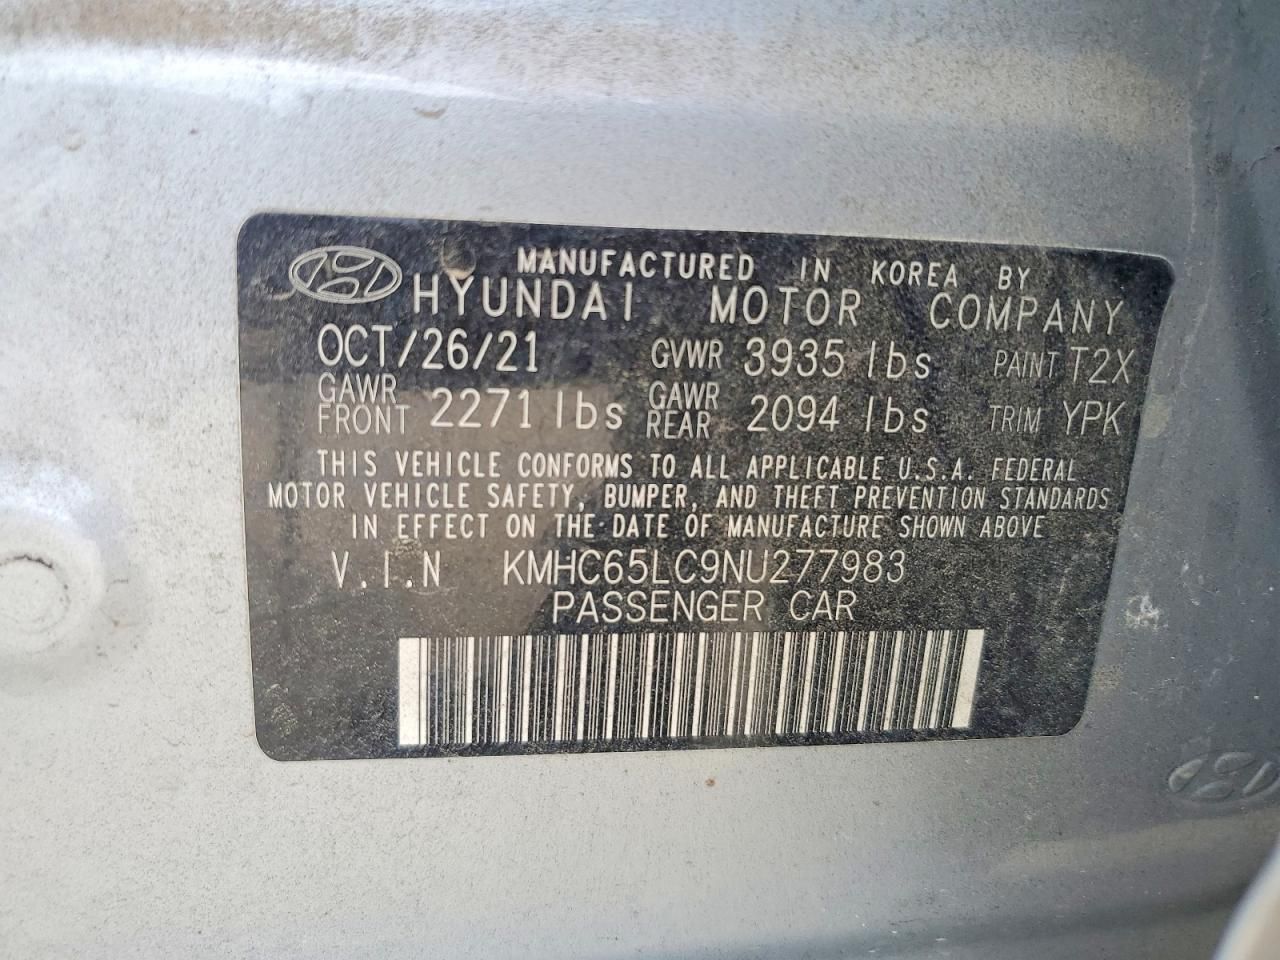 MANUFACTURED IN KOREA BY
HYUNDAI MOTOR COMPANY
OCT/26/21 GVWR 3935 lbs PAINT T2X
GAWR FRONT 2271 lbs GAWR REAR 2094 lbs TRIM YPK
THIS VEHICLE CONFORMS TO ALL APPLICABLE U.S.A. FEDERAL
MOTOR VEHICLE SAFETY, BUMPER, AND THEFT PREVENTION STANDARDS
IN EFFECT ON THE DATE OF MANUFACTURE SHOWN ABOVE
V.I.N KMHC65LC9NU277983
PASSENGER CAR